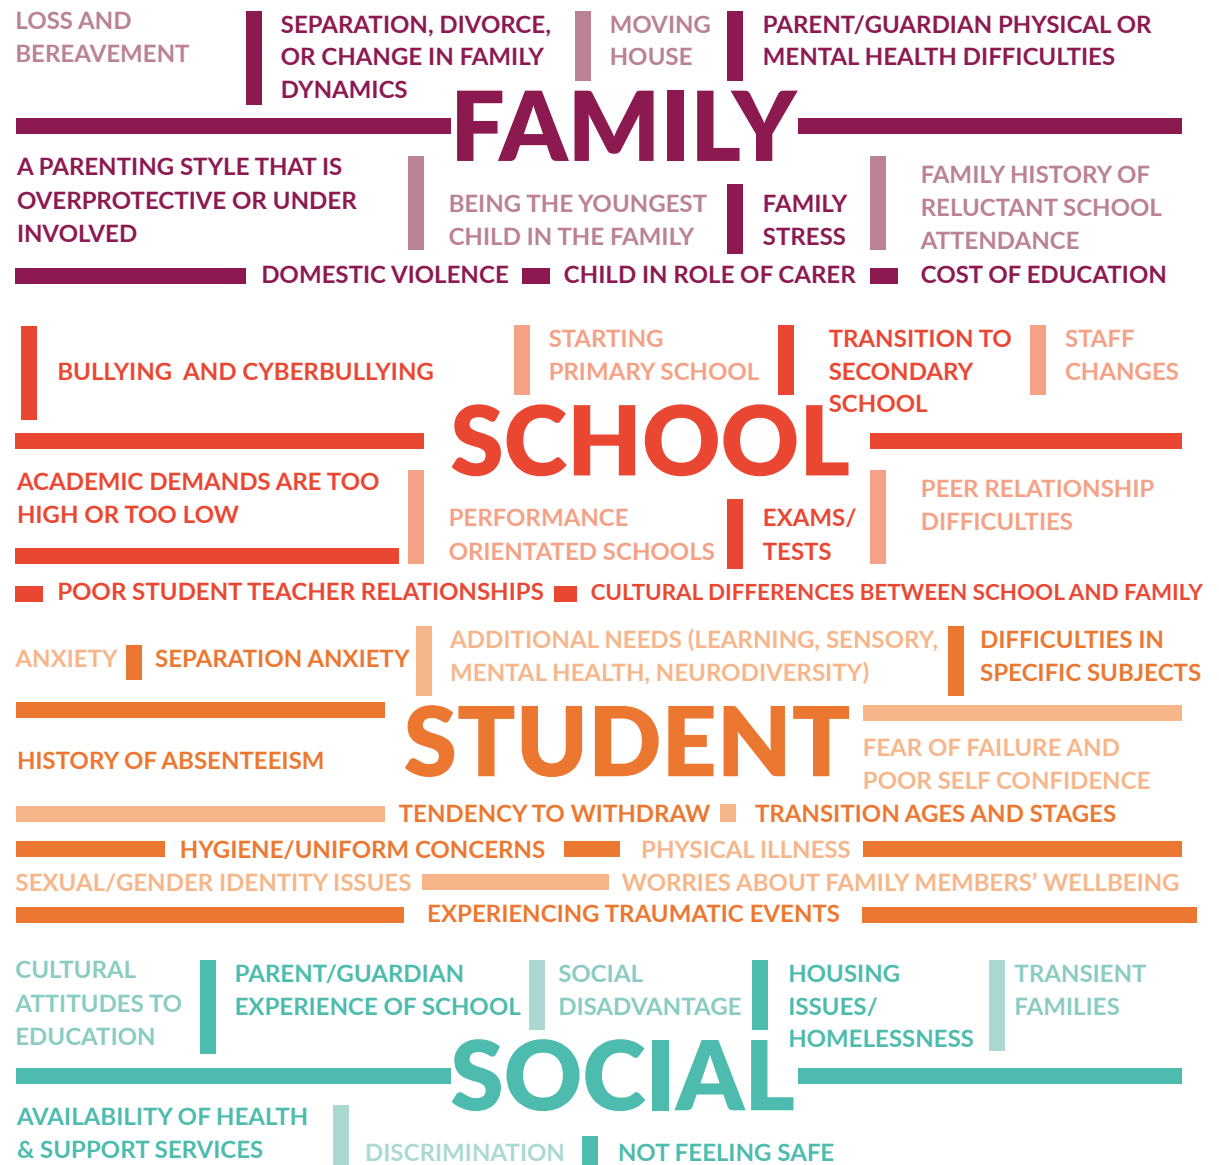 LOSS AND
BEREAVEMENT
SEPARATION, DIVORCE,
OR CHANGE IN FAMILY
DYNAMICS
MOVING
HOUSE
PARENT/GUARDIAN PHYSICAL OR
MENTAL HEALTH DIFFICULTIES
FAMILY
A PARENTING STYLE THAT IS
OVERPROTECTIVE OR UNDER
INVOLVED
BEING THE YOUNGEST
CHILD IN THE FAMILY
FAMILY
STRESS
FAMILY HISTORY OF
RELUCTANT SCHOOL
ATTENDANCE
DOMESTIC VIOLENCE
CHILD IN ROLE OF CARER
COST OF EDUCATION
BULLYING AND CYBERBULLYING
STARTING
PRIMARY SCHOOL
TRANSITION TO
SECONDARY
SCHOOL
STAFF
CHANGES
SCHOOL
ACADEMIC DEMANDS ARE TOO
HIGH OR TOO LOW
PERFORMANCE
ORIENTATED SCHOOLS
EXAMS/
TESTS
PEER RELATIONSHIP
DIFFICULTIES
POOR STUDENT TEACHER RELATIONSHIPS
CULTURAL DIFFERENCES BETWEEN SCHOOL AND FAMILY
ANXIETY
SEPARATION ANXIETY
ADDITIONAL NEEDS (LEARNING, SENSORY,
MENTAL HEALTH, NEURODIVERSITY)
DIFFICULTIES IN
SPECIFIC SUBJECTS
STUDENT
HISTORY OF ABSENTEEISM
FEAR OF FAILURE AND
POOR SELF CONFIDENCE
TENDENCY TO WITHDRAW
TRANSITION AGES AND STAGES
HYGIENE/UNIFORM CONCERNS
PHYSICAL ILLNESS
SEXUAL/GENDER IDENTITY ISSUES
WORRIES ABOUT FAMILY MEMBERS’ WELLBEING
EXPERIENCING TRAUMATIC EVENTS
CULTURAL
ATTITUDES TO
EDUCATION
PARENT/GUARDIAN
EXPERIENCE OF SCHOOL
SOCIAL
DISADVANTAGE
HOUSING
ISSUES/
HOMELESSNESS
TRANSIENT
FAMILIES
SOCIAL
AVAILABILITY OF HEALTH
& SUPPORT SERVICES
DISCRIMINATION
NOT FEELING SAFE